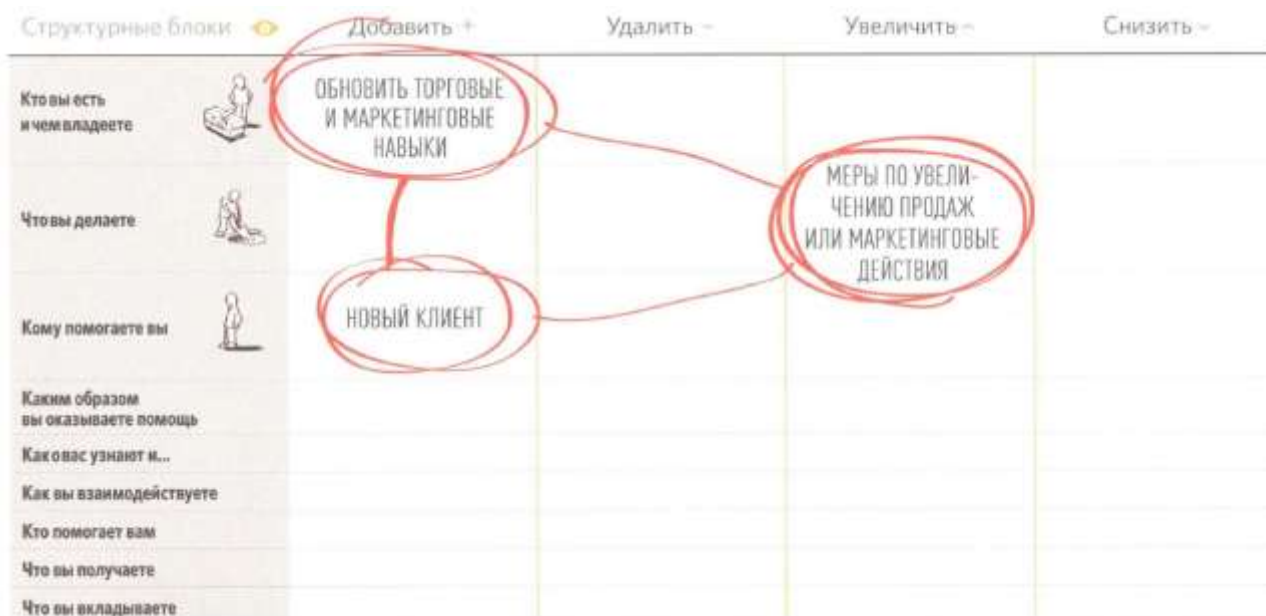 Структурные блоки Добавить + Удалить – Увеличить – Снизить –
Кто вы есть
и чем владеете
ОБНОВИТЬ ТОРГОВЫЕ
И МАРКЕТИНГОВЫЕ
НАВЫКИ
Что вы делаете
МЕРЫ ПО УВЕЛИ-
ЧЕНИЮ ПРОДАЖ
ИЛИ МАРКЕТИНГОВЫЕ
ДЕЙСТВИЯ
Кому помогаете вы
НОВЫЙ КЛИЕНТ
Каким образом
вы оказываете помощь
Как о вас узнают и...
Как вы взаимодействуете
Кто помогает вам
Что вы получаете
Что вы вкладываете